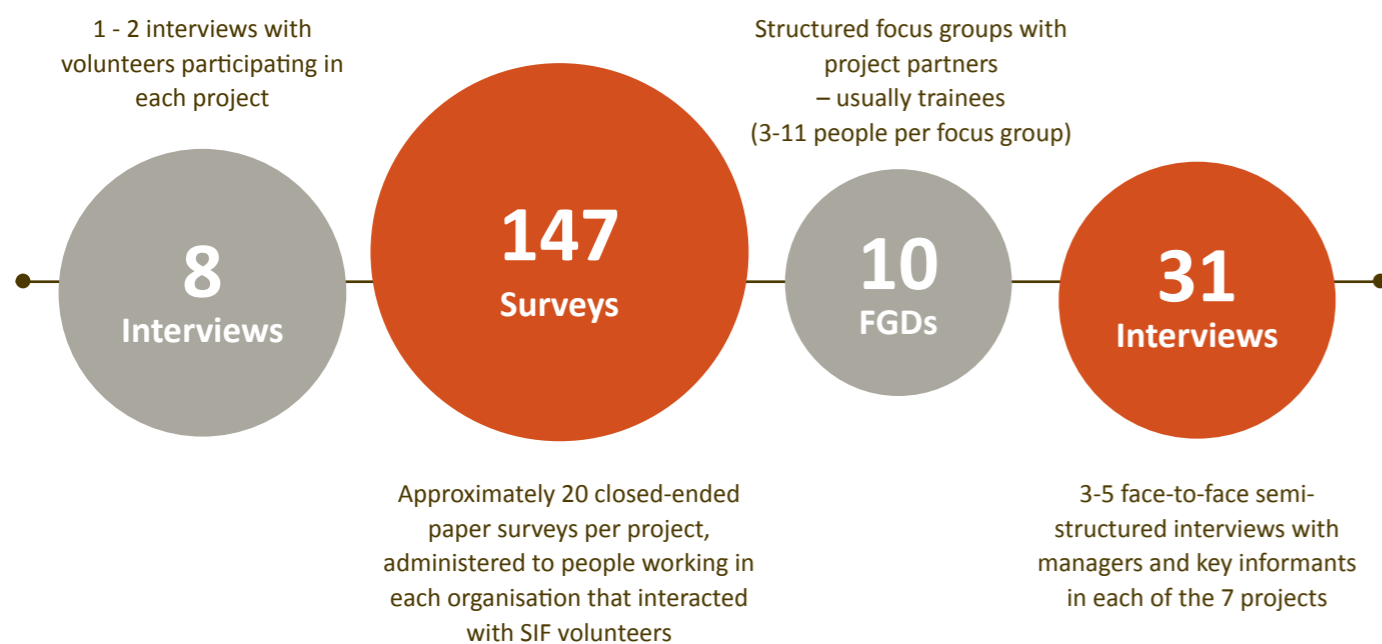 1 - 2 interviews with
volunteers participating in
each project
8
Interviews
147
Surveys
Approximately 20 closed-ended
paper surveys per project,
administered to people working in
each organisation that interacted
with SIF volunteers
Structured focus groups with
project partners
– usually trainees
(3-11 people per focus group)
10
FGDs
31
Interviews
3-5 face-to-face semi-
structured interviews with
managers and key informants
in each of the 7 projects